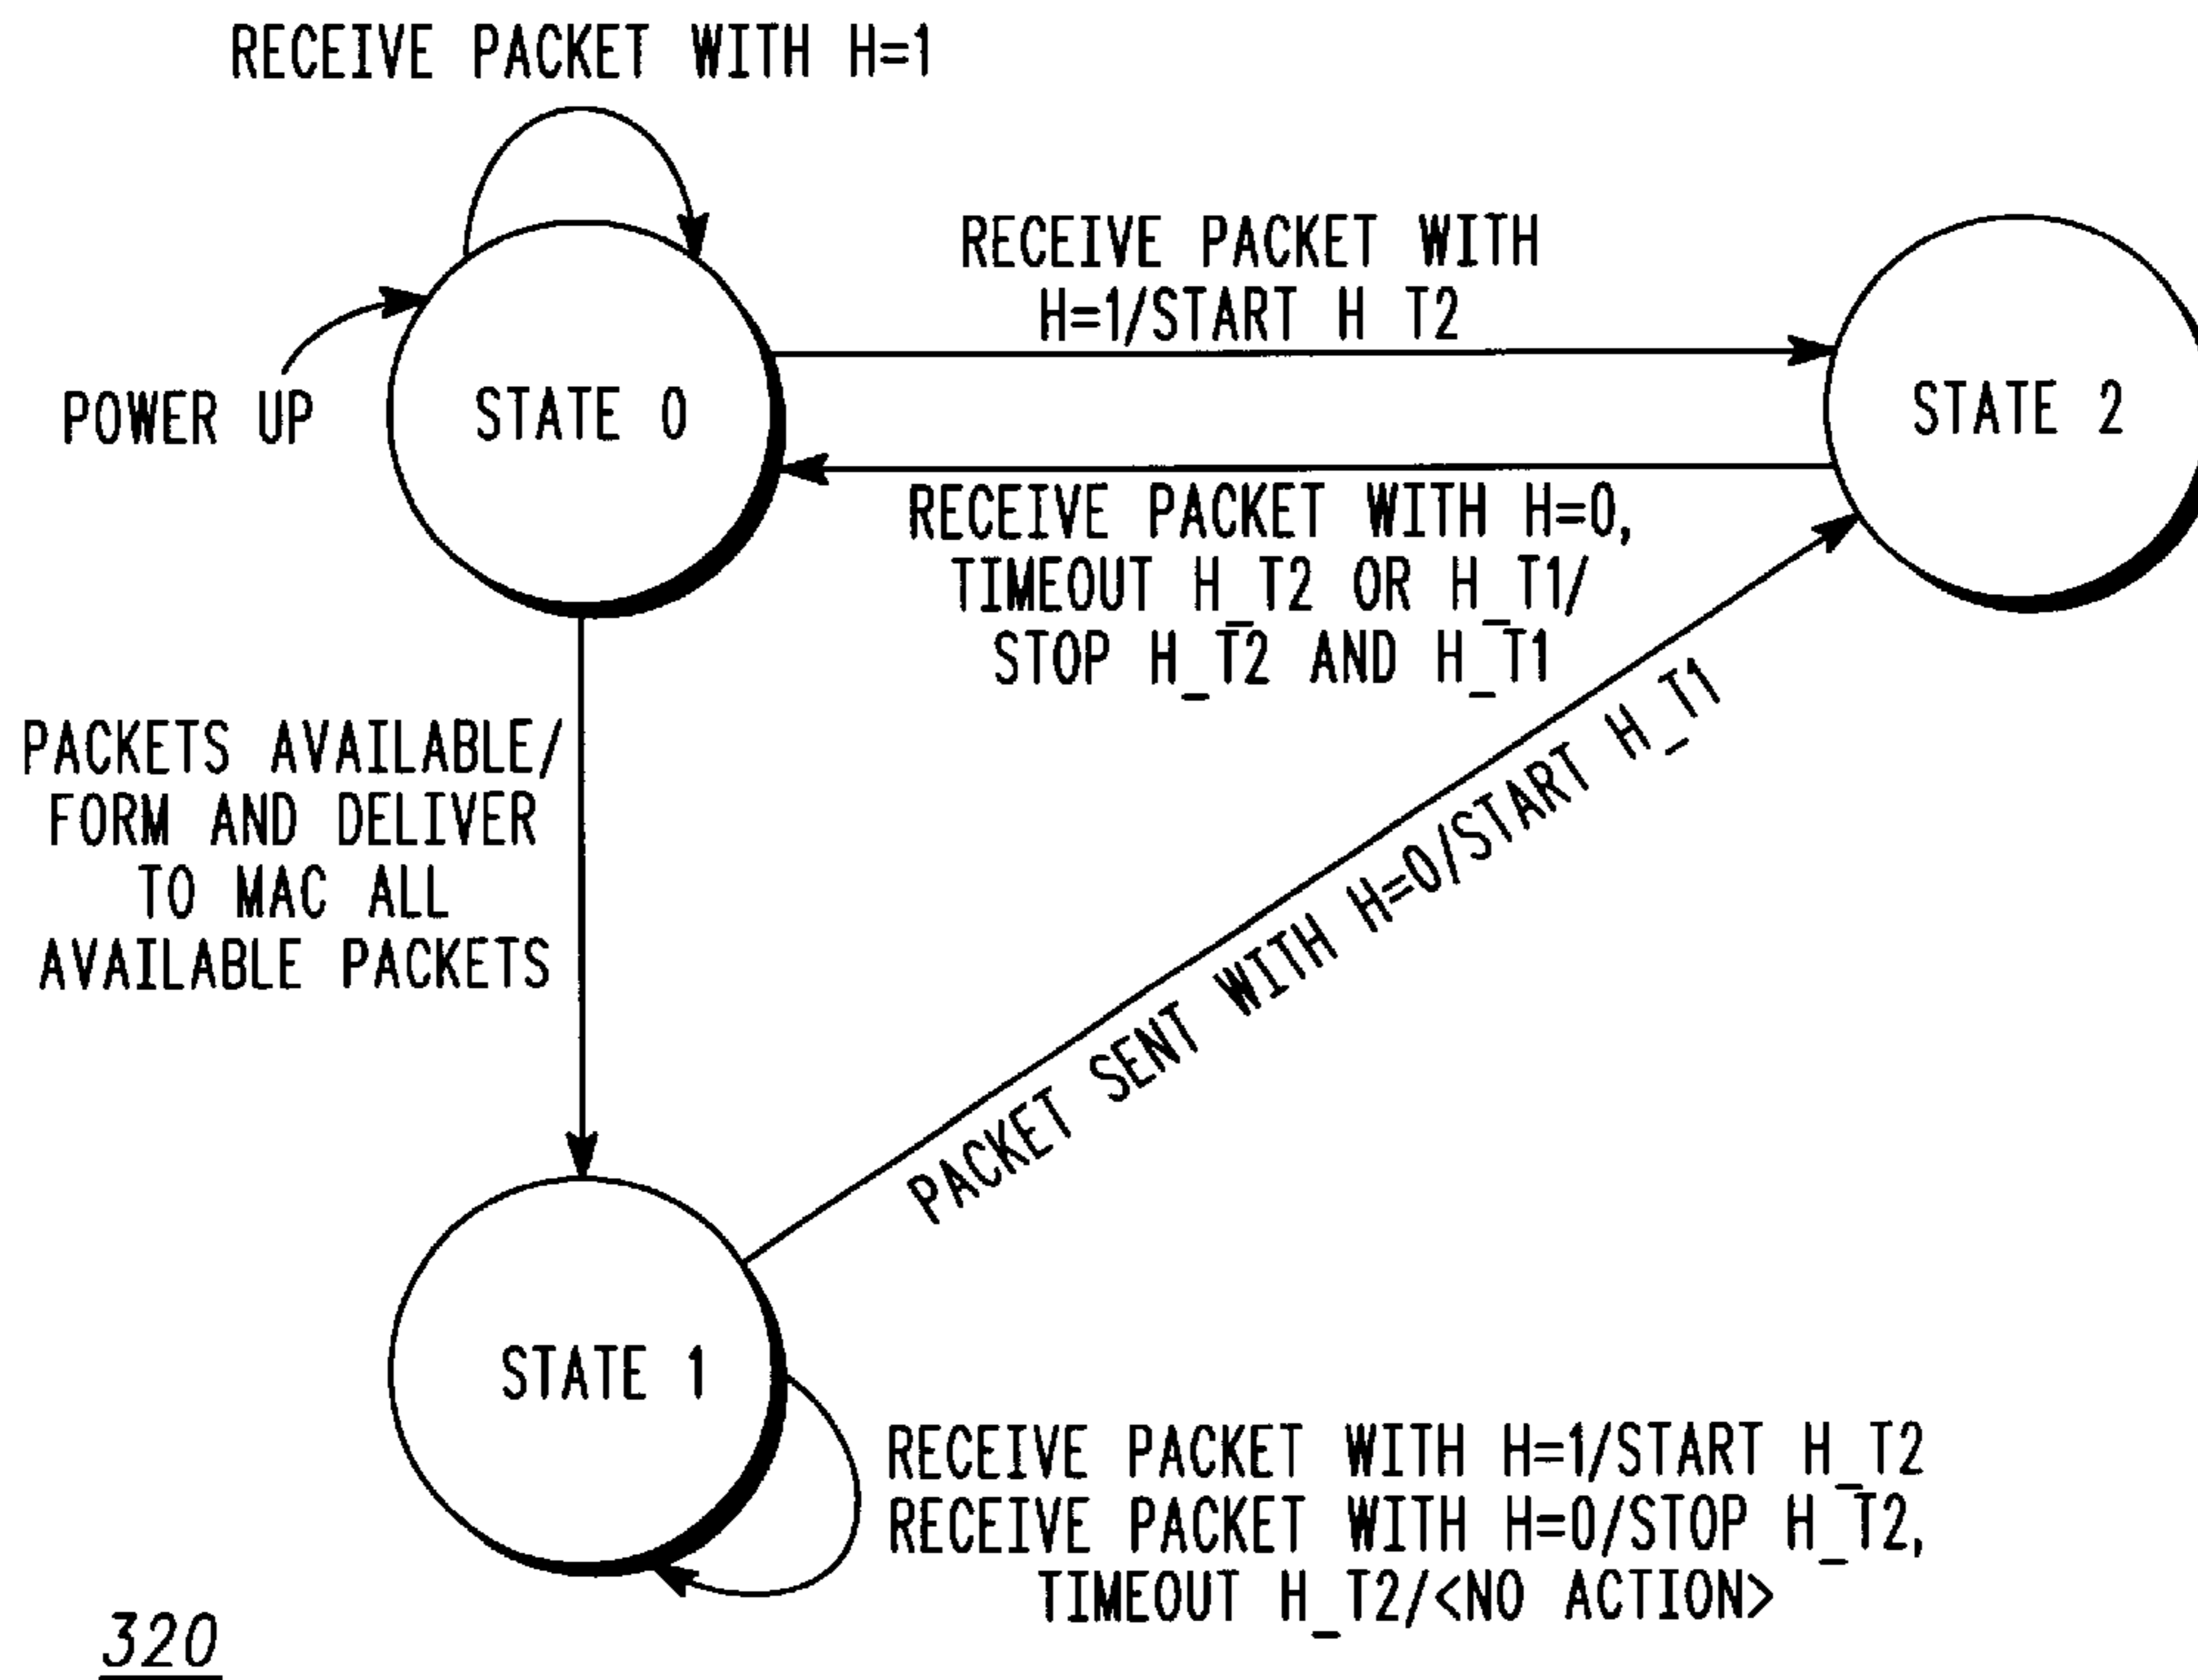 RECEIVE PACKET WITH H=1
RECEIVE PACKET WITH
H=1/START H T2
POWER UP
STATE 0
STATE 2
RECEIVE PACKET WITH H=0,
TIMEOUT H_T2 OR H_T1/
STOP H_T2 AND H_T1
PACKETS AVAILABLE/
FORM AND DELIVER
TO MAC ALL
AVAILABLE PACKETS
PACKET SENT WITH H=0/START H_T1
STATE 1
RECEIVE PACKET WITH H=1/START H_T2
RECEIVE PACKET WITH H=0/STOP H_T2,
TIMEOUT H_T2/<NO ACTION>
320